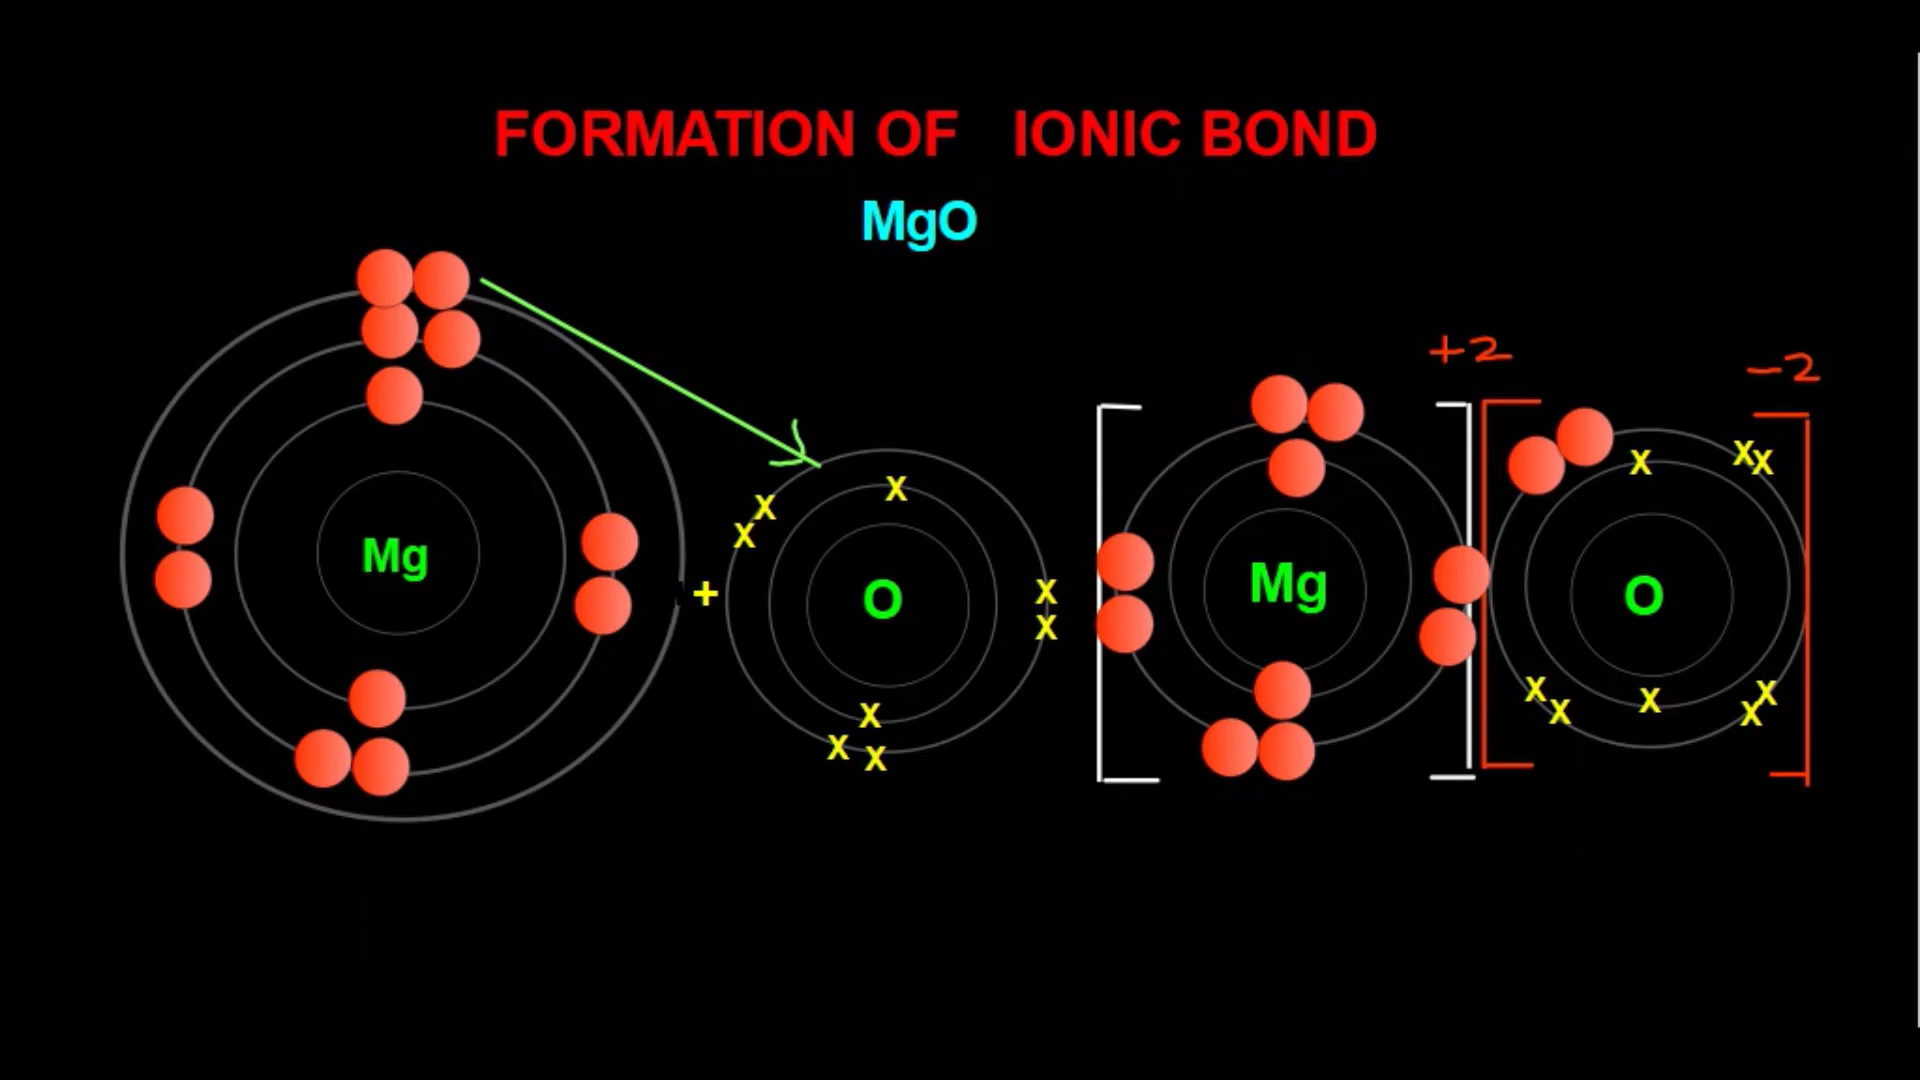 FORMATION OF IONIC BOND
MgO
+2
-2
x
x x
x
Mg + O x
x
x
x x
Mg
x x
x
O
x x
x
x x